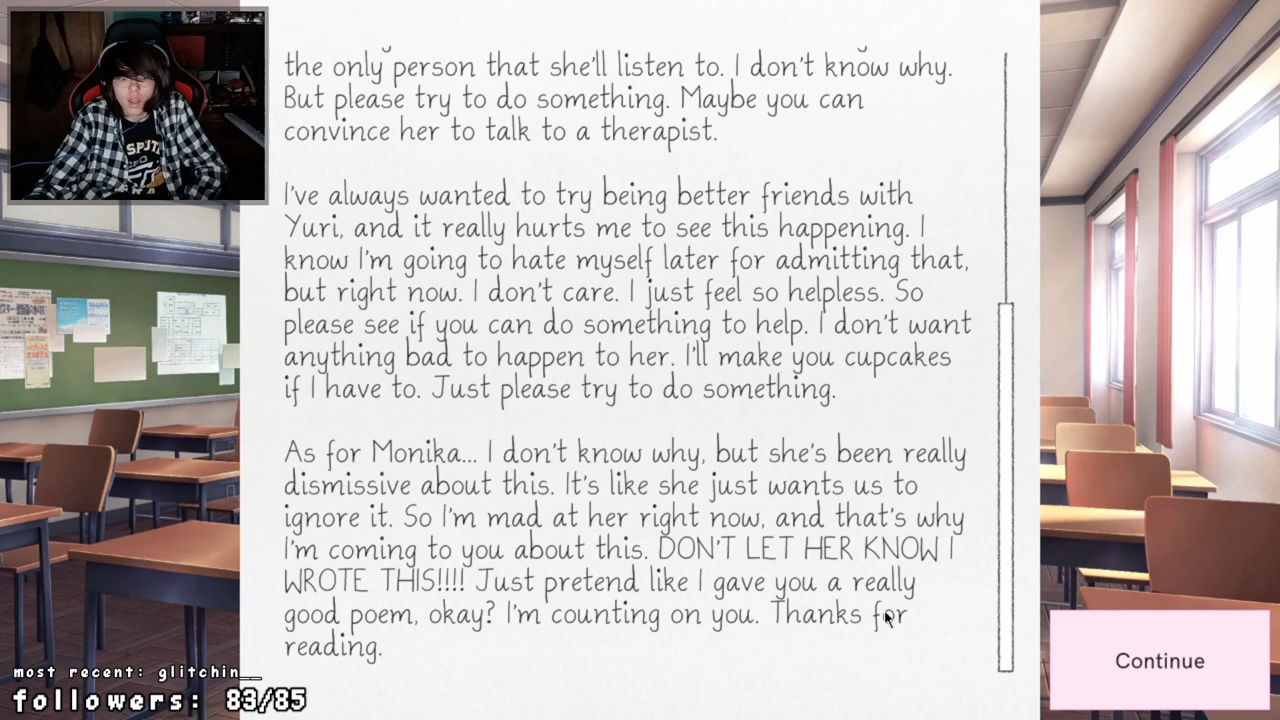 the only person that she'll listen to. I don't know why.
But please try to do something. Maybe you can
convince her to talk to a therapist.
I've always wanted to try being better friends with
Yuri, and it really hurts me to see this happening. I
know I'm going to hate myself later for admitting that,
but right now. I don't care. I just feel so helpless. So
please see if you can do something to help. I don't want
anything bad to happen to her. I'll make you cupcakes
if I have to. Just please try to do something.
As for Monika... I don't know why, but she's been really
dismissive about this. It's like she just wants us to
ignore it. So I'm mad at her right now, and that's why
I'm coming to you about this. DON'T LET HER KNOW I
WROTE THIS!!!! Just pretend like I gave you a really
good poem, okay? I'm counting on you. Thanks for
reading.
Continue
most recent: glitchin__
followers: 83/85